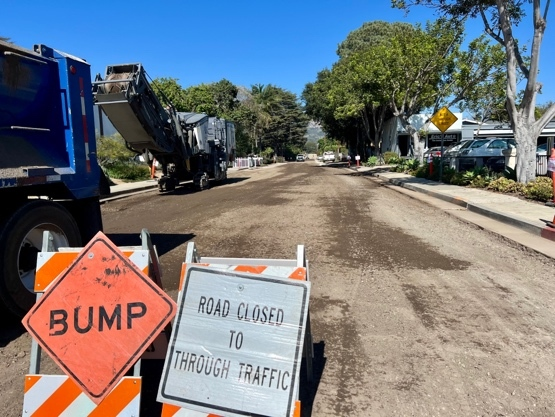 BUMP
ROAD CLOSED
TO
THROUGH TRAFFIC